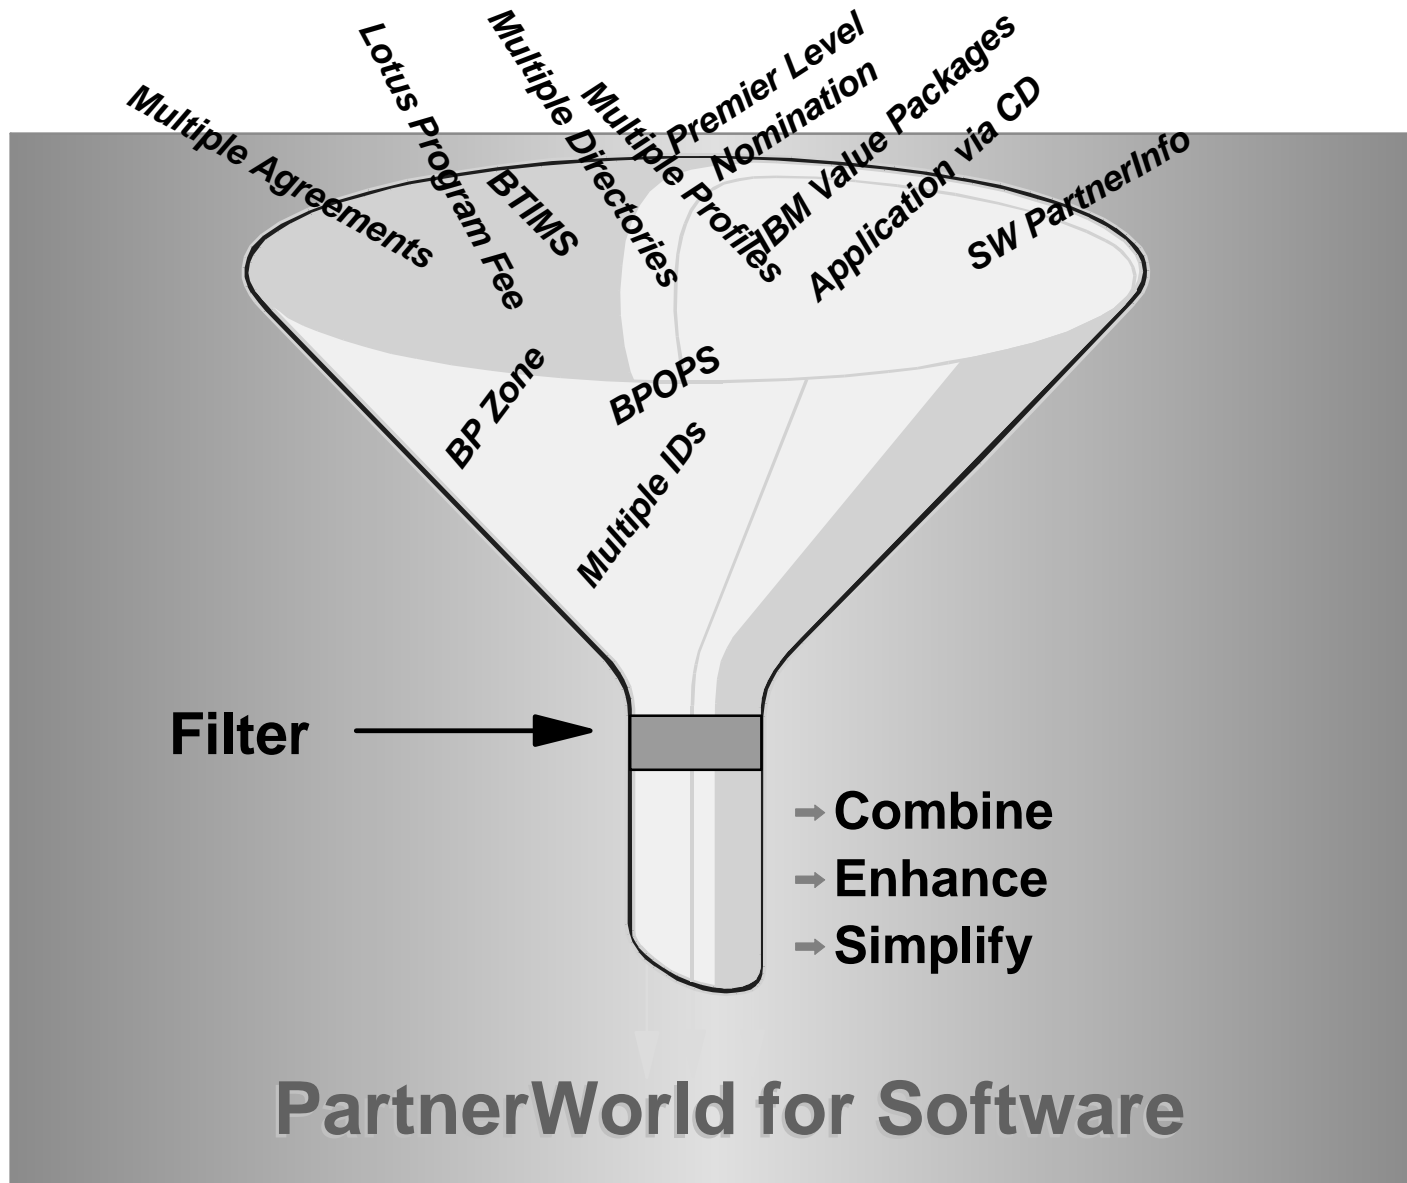 Multiple Agreements
Lotus Program Fee
BTIMS
Multiple Directories
Multiple Profiles
Premier Level
Nomination
IBM Value Packages
Application via CD
SW PartnerInfo
BP Zone
BPOPS
Multiple IDs
Filter
Combine
Enhance
Simplify
PartnerWorld for Software